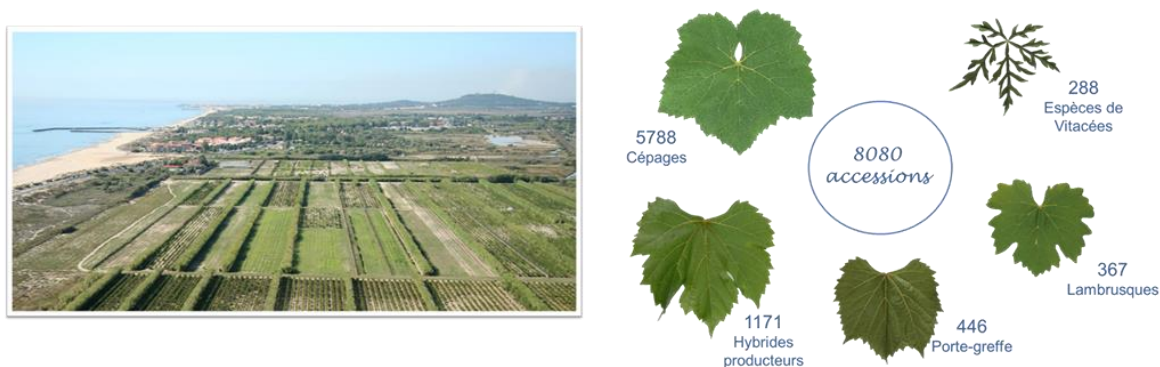 288
Espèces de
Vitacées
5788
Cépages
8080
accessions
367
Lambrusques
1171
Hybrides
producteurs
446
Porte-greffe